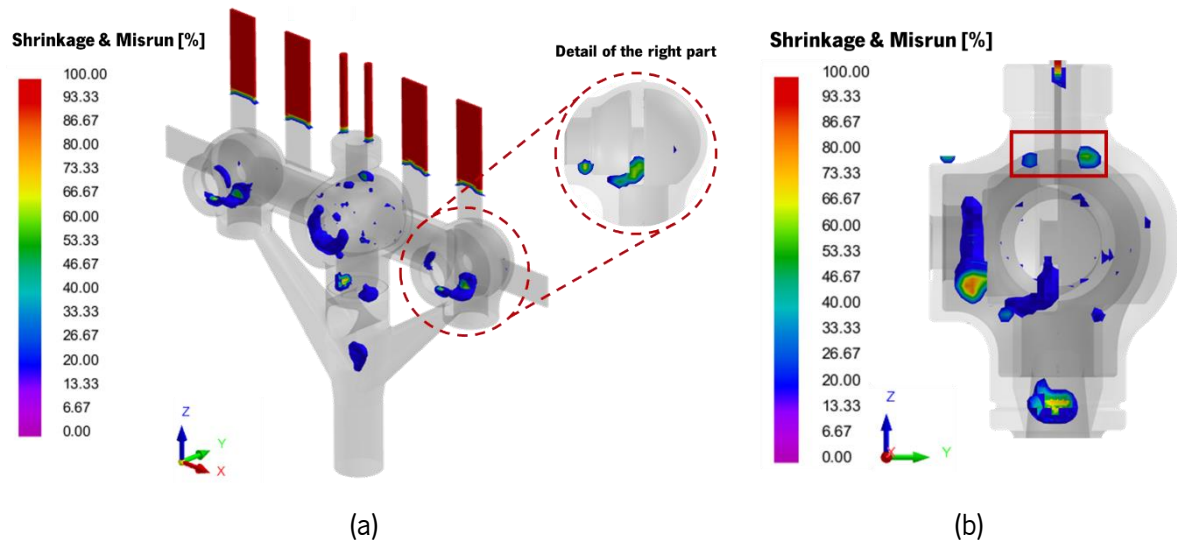 Shrinkage & Misrun [%]
100.00
93.33
86.67
80.00
73.33
66.67
60.00
53.33
46.67
40.00
33.33
26.67
20.00
13.33
6.67
0.00
Z
Y
X
Detail of the right part
(a)
Shrinkage & Misrun [%]
100.00
93.33
86.67
80.00
73.33
66.67
60.00
53.33
46.67
40.00
33.33
26.67
20.00
13.33
6.67
0.00
Z
X
Y
(b)